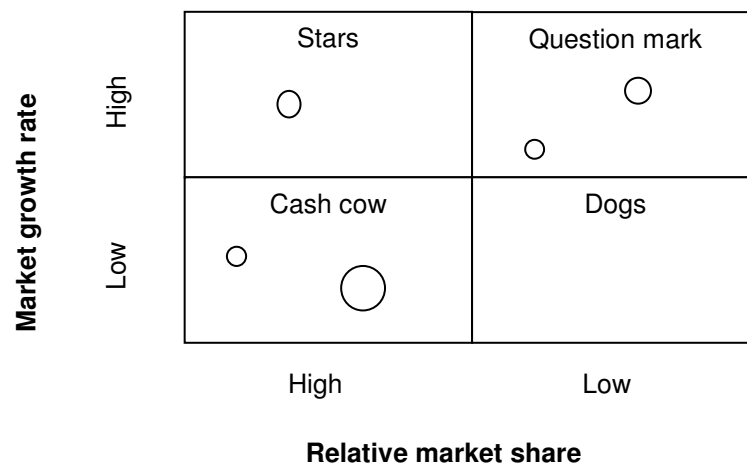 Stars
Question mark
High
Cash cow
Dogs
Low
Market growth rate
High
Low
Relative market share